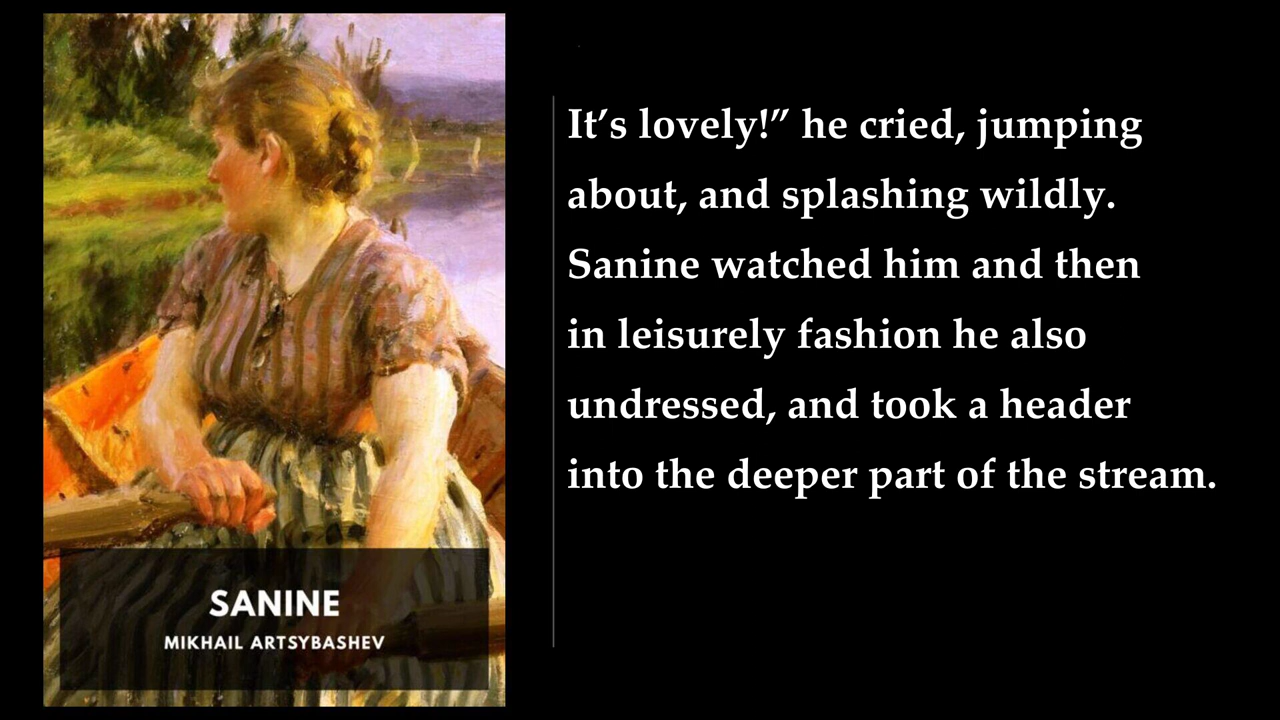 SANINE
MIKHAIL ARTSYBASHEV
It’s lovely!” he cried, jumping
about, and splashing wildly.
Sanine watched him and then
in leisurely fashion he also
undressed, and took a header
into the deeper part of the stream.